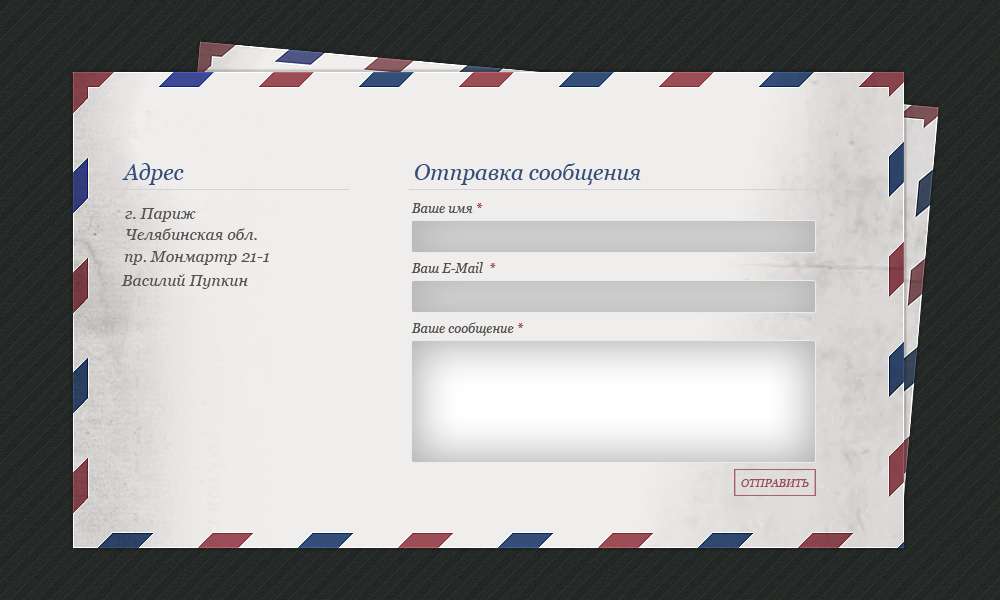 Адрес
г. Париж
Челябинская обл.
пр. Монмартр 21-1
Василий Пупкин
Отправка сообщения
Ваше имя *
Ваш E-Mail *
Ваше сообщение *
ОТПРАВИТЬ